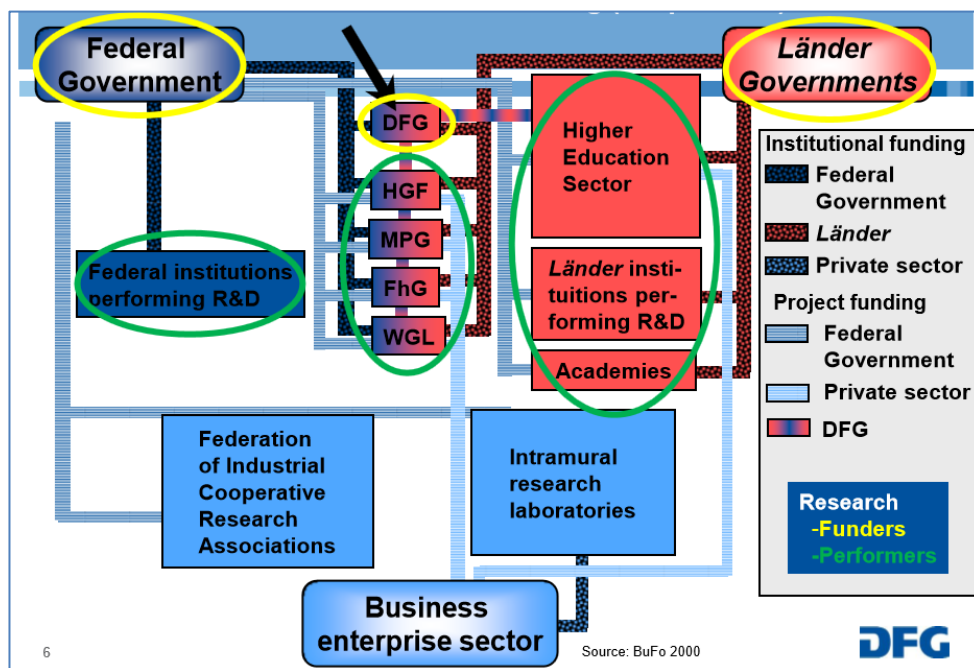 Federal
Government
Länder
Governments
DFG
HGF
MPG
FhG
WGL
Higher
Education
Sector
Federal institutions
performing R&D
Länder insti-
tuitions per-
forming R&D
Academies
Federation
of Industrial
Cooperative
Research
Associations
Intramural
research
laboratories
Business
enterprise sector
Institutional funding
Federal
Government
Länder
Private sector
Project funding
Federal
Government
Private sector
DFG
Research
-Funders
-Performers
6
Source: BuFo 2000
DFG